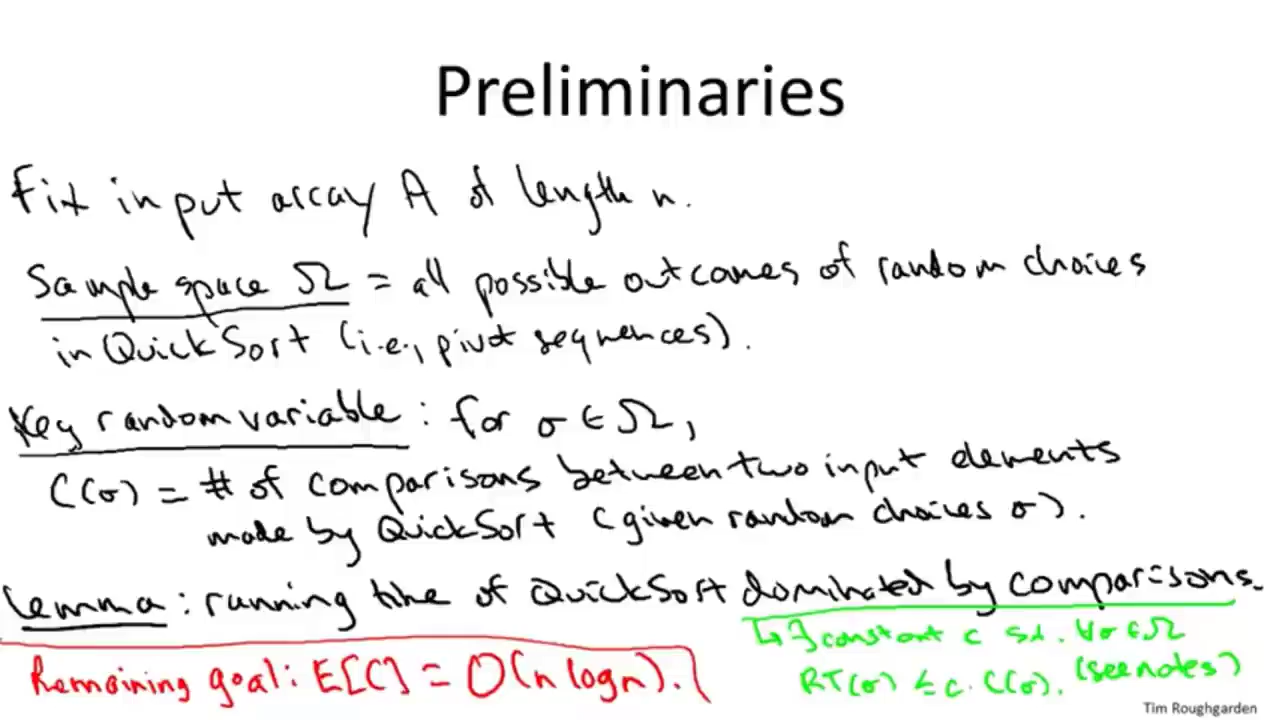 Preliminaries
Fix input array A of length n.
Sample space Ω = all possible outcomes of random choices
in QuickSort (i.e., pivot sequences).
Key random variable : for σ ∈ Ω,
C(σ) = # of comparisons between two input elements
made by QuickSort (given random choices σ).
Lemma : running time of QuickSort dominated by comparisons.
↳ ∃ constant c s.t. ∀σ ∈ Ω
RT(σ) ≤ c · C(σ). (see notes)
Remaining goal: E[C] = O(n log n).
Tim Roughgarden